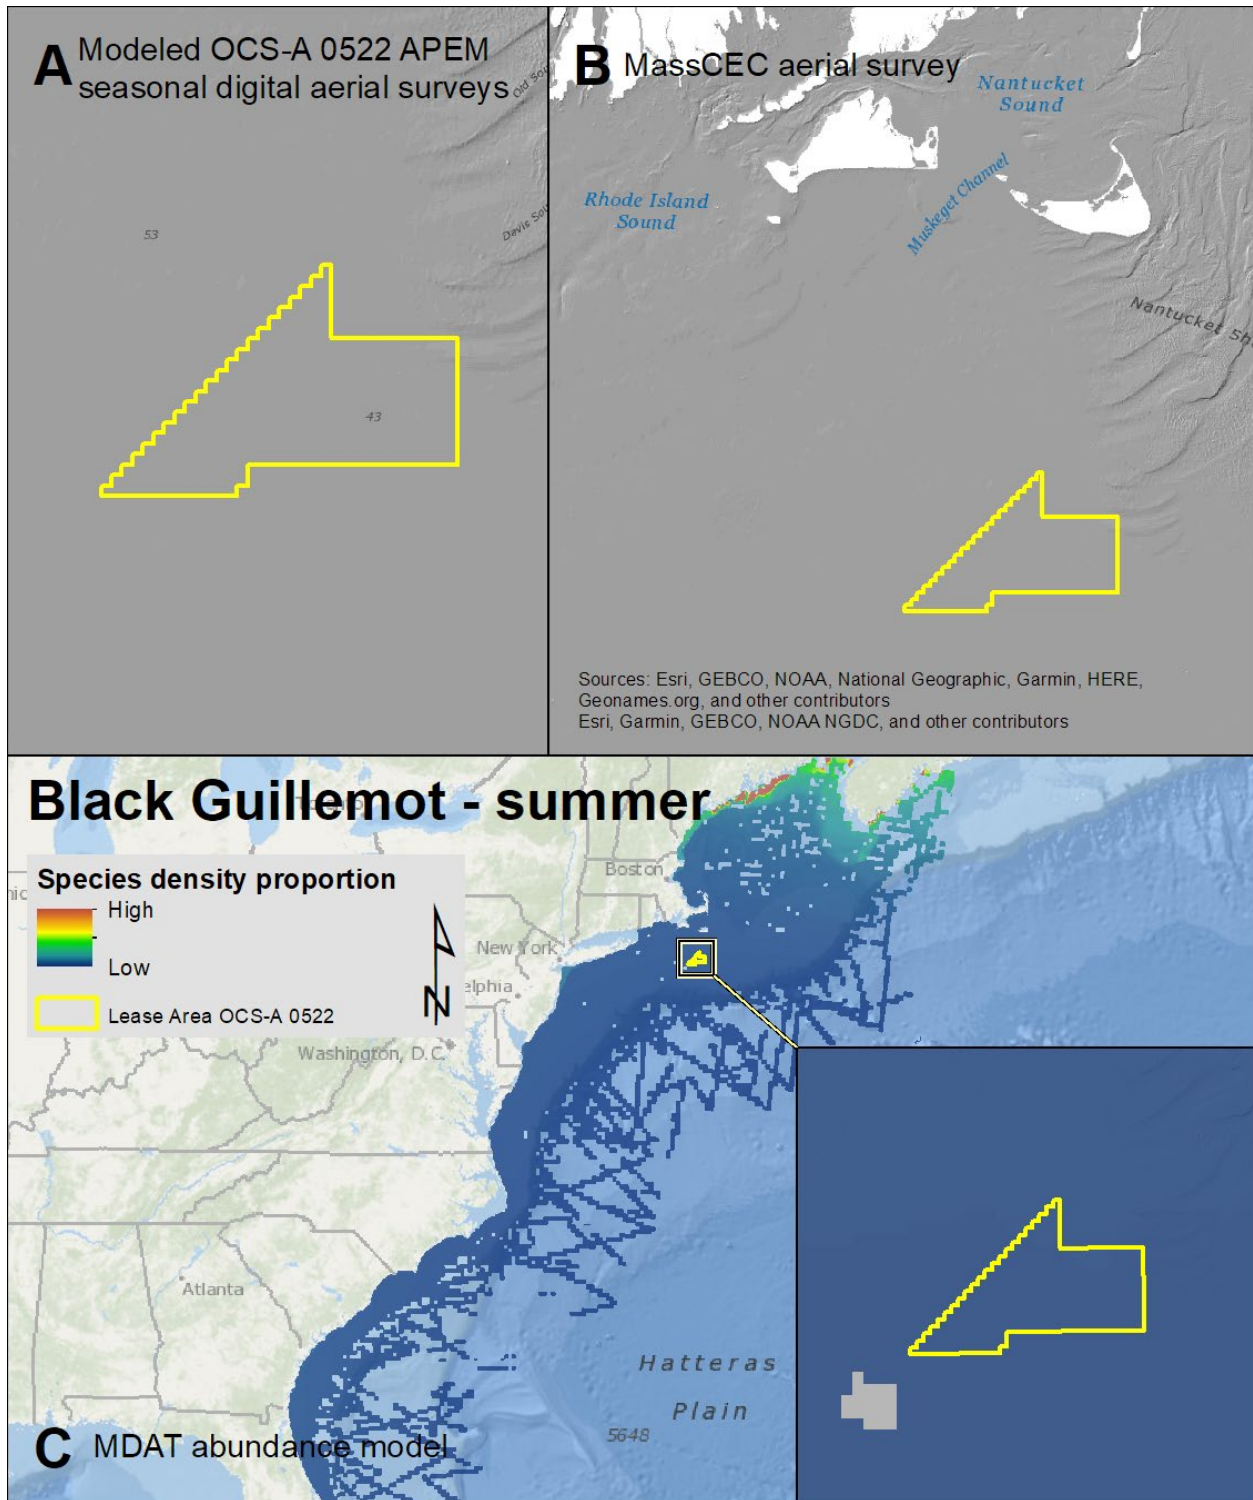 A Modeled OCS-A 0522 APEM
seasonal digital aerial surveys
Davis
53
43
B MassCEC aerial survey
Nantucket
Sound
Rhode Island
Sound
Muskeget Channel
Nantucket
Sources: Esri, GEBCO, NOAA, National Geographic, Garmin, HERE,
Geonames.org, and other contributors
Esri, Garmin, GEBCO, NOAA NGDC, and other contributors
Black Guillemot - summer
Species density proportion
High
Low
N
Lease Area OCS-A 0522
Boston
New York
elphia
Washington, D.C.
Atlanta
Hatteras
Plain
5648
C MDAT abundance model